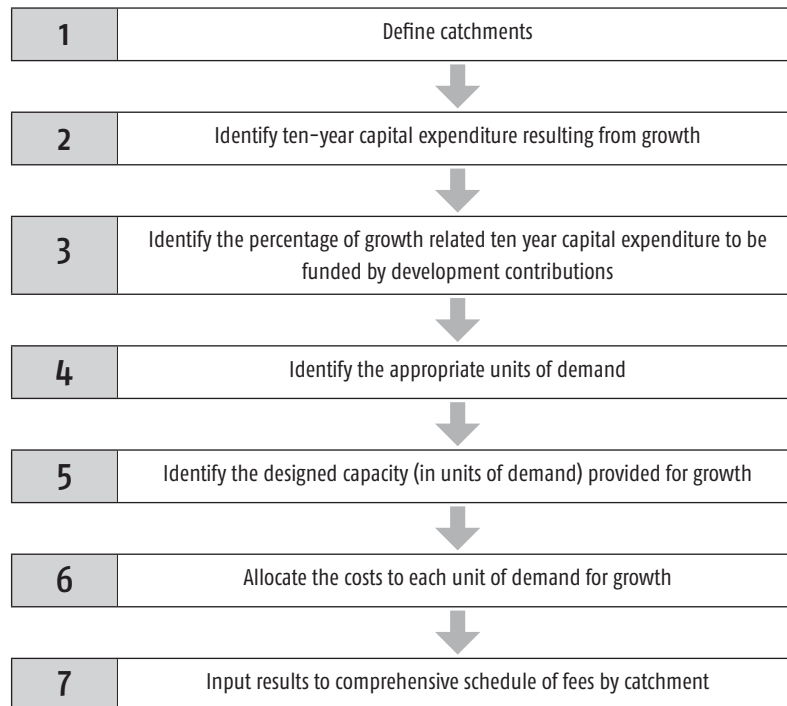 1
Define catchments
2
Identify ten-year capital expenditure resulting from growth
3
Identify the percentage of growth related ten year capital expenditure to be
funded by development contributions
4
Identify the appropriate units of demand
5
Identify the designed capacity (in units of demand) provided for growth
6
Allocate the costs to each unit of demand for growth
7
Input results to comprehensive schedule of fees by catchment